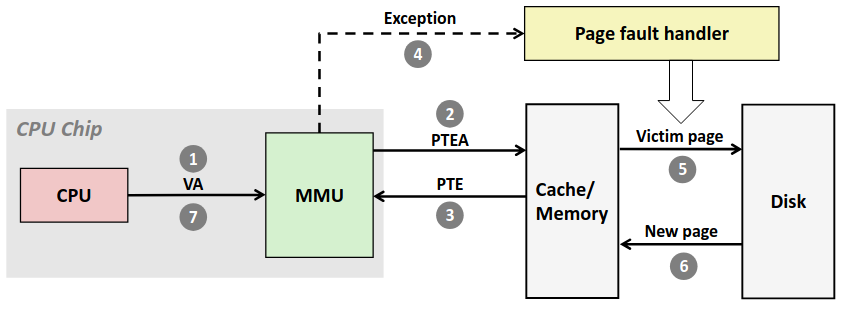 Exception
4
Page fault handler
CPU Chip
2
PTEA
Victim page
5
1
VA
7
CPU
MMU
PTE
3
Cache/
Memory
Disk
New page
6